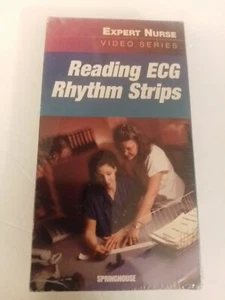 EXPERT NURSE
VIDEO SERIES
Reading ECG
Rhythm Strips
SPRINGHOUSE